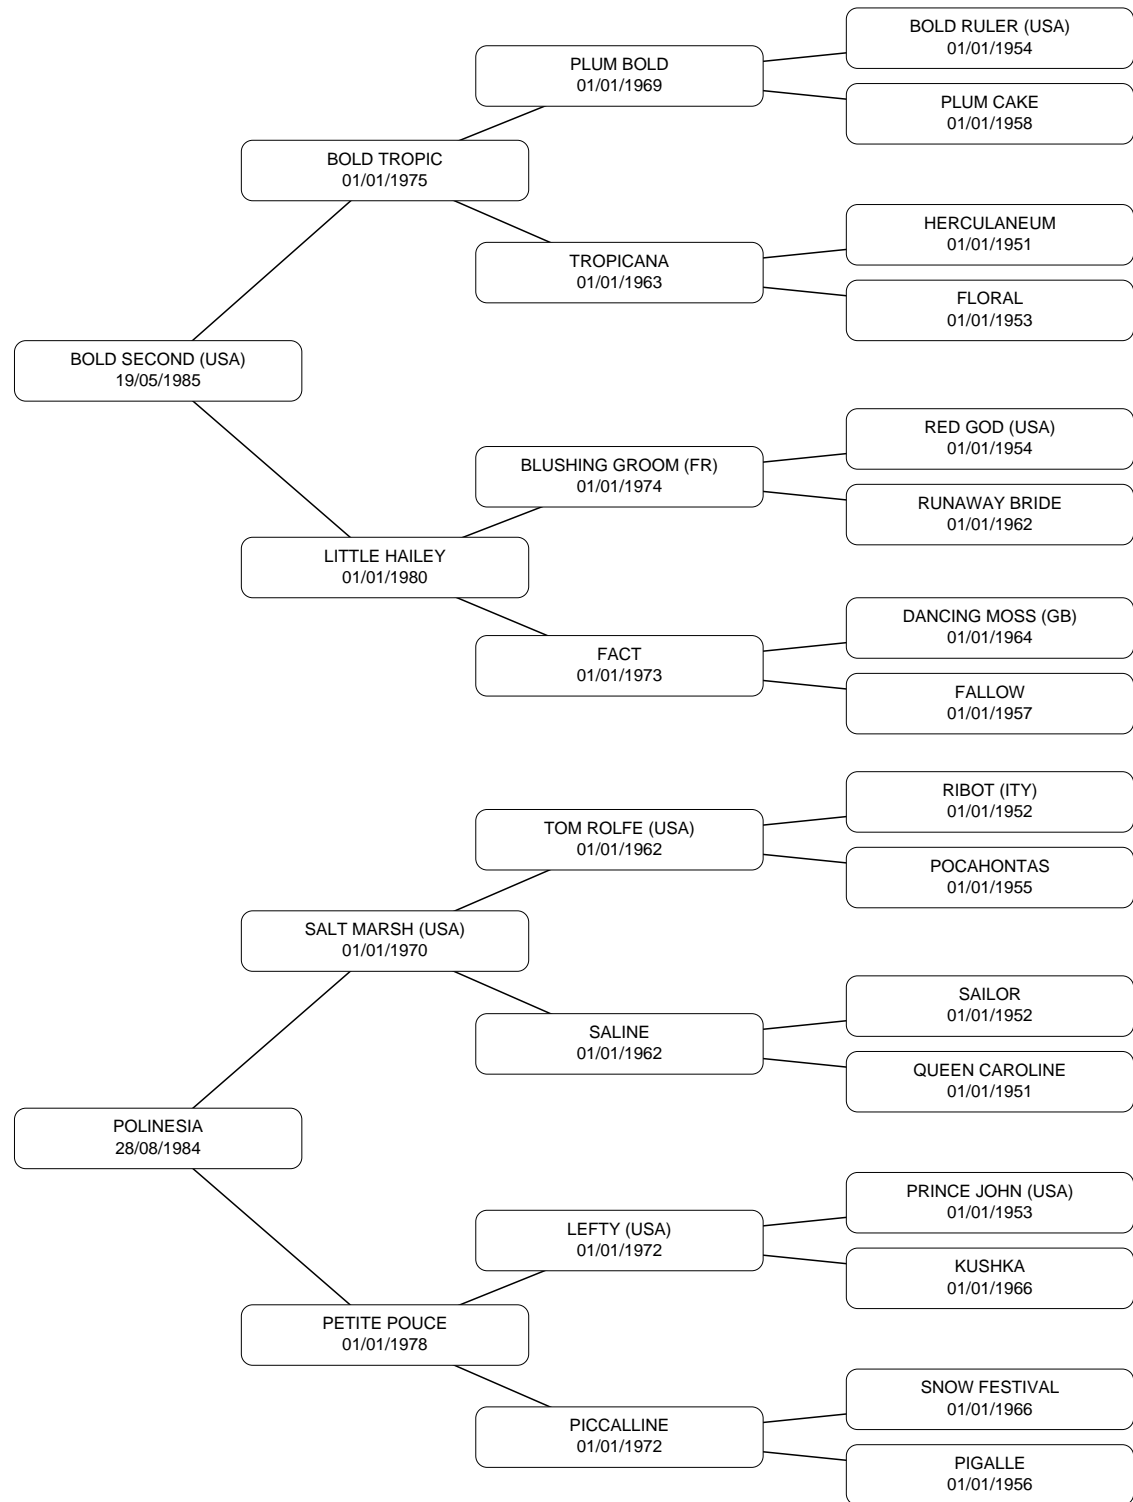 BOLD RULER (USA)
01/01/1954
PLUM BOLD
01/01/1969
PLUM CAKE
01/01/1958
BOLD TROPIC
01/01/1975
HERCULANEUM
01/01/1951
TROPICANA
01/01/1963
FLORAL
01/01/1953
BOLD SECOND (USA)
19/05/1985
RED GOD (USA)
01/01/1954
BLUSHING GROOM (FR)
01/01/1974
RUNAWAY BRIDE
01/01/1962
LITTLE HAILEY
01/01/1980
DANCING MOSS (GB)
01/01/1964
FACT
01/01/1973
FALLOW
01/01/1957
RIBOT (ITY)
01/01/1952
TOM ROLFE (USA)
01/01/1962
POCAHONTAS
01/01/1955
SALT MARSH (USA)
01/01/1970
SAILOR
01/01/1952
SALINE
01/01/1962
QUEEN CAROLINE
01/01/1951
POLINESIA
28/08/1984
PRINCE JOHN (USA)
01/01/1953
LEFTY (USA)
01/01/1972
KUSHKA
01/01/1966
PETITE POUCE
01/01/1978
SNOW FESTIVAL
01/01/1966
PICCALLINE
01/01/1972
PIGALLE
01/01/1956